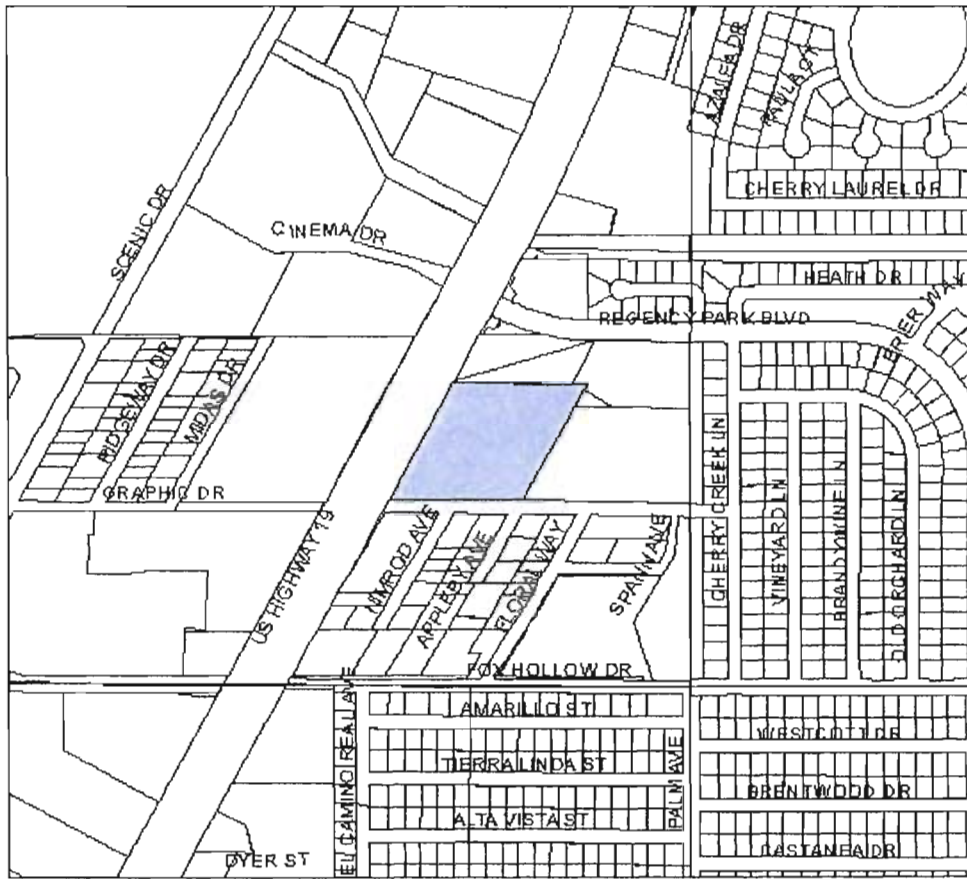 AZALEA DR
PAULA CT
CHERRY LAUREL DR
SCENIC DR
CINEMA DR
HEATH DR
REGENCY PARK BLVD
BRIER WAY
RIDGEWAY DR
MIDAS DR
GRAPHIC DR
US HIGHWAY 19
NIMROD AVE
APPLEBY AVE
FLORAL WAY
SPANN AVE
CHERRY CREEK LN
VINEYARD LN
BRANDYWINE LN
OLD ORCHARD LN
FOX HOLLOW DR
EL CAMINO REAL AVE
AMARILLO ST
WESTCOTT DR
TIERRA LINDA ST
PALM AVE
BRENTWOOD DR
ALTA VISTA ST
CASTANEA DR
DYER ST